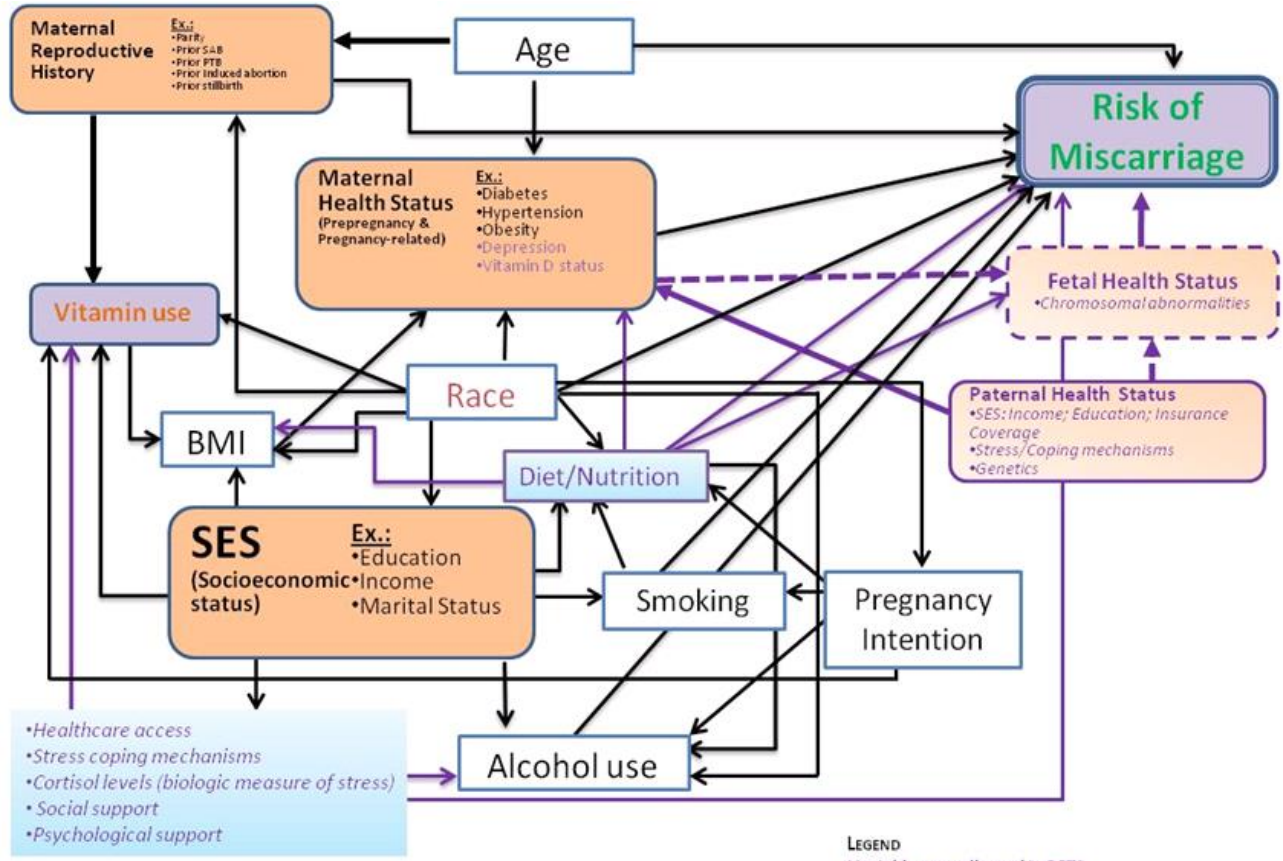 Maternal
Reproductive
History
Ex.:
•Parity
•Prior SAB
•Prior PTB
•Prior Induced abortion
•Prior stillbirth
Age
Risk of
Miscarriage
Maternal
Health Status
(Prepregnancy &
Pregnancy-related)
Ex.:
•Diabetes
•Hypertension
•Obesity
•Depression
•Vitamin D status
Fetal Health Status
•Chromosomal abnormalities
Vitamin use
Race
Paternal Health Status
•SES: Income; Education; Insurance
Coverage
•Stress/Coping mechanisms
•Genetics
BMI
Diet/Nutrition
SES
(Socioeconomic
status)
Ex.:
•Education
•Income
•Marital Status
Smoking
Pregnancy
Intention
•Healthcare access
•Stress coping mechanisms
•Cortisol levels (biologic measure of stress)
• Social support
•Psychological support
Alcohol use
LEGEND